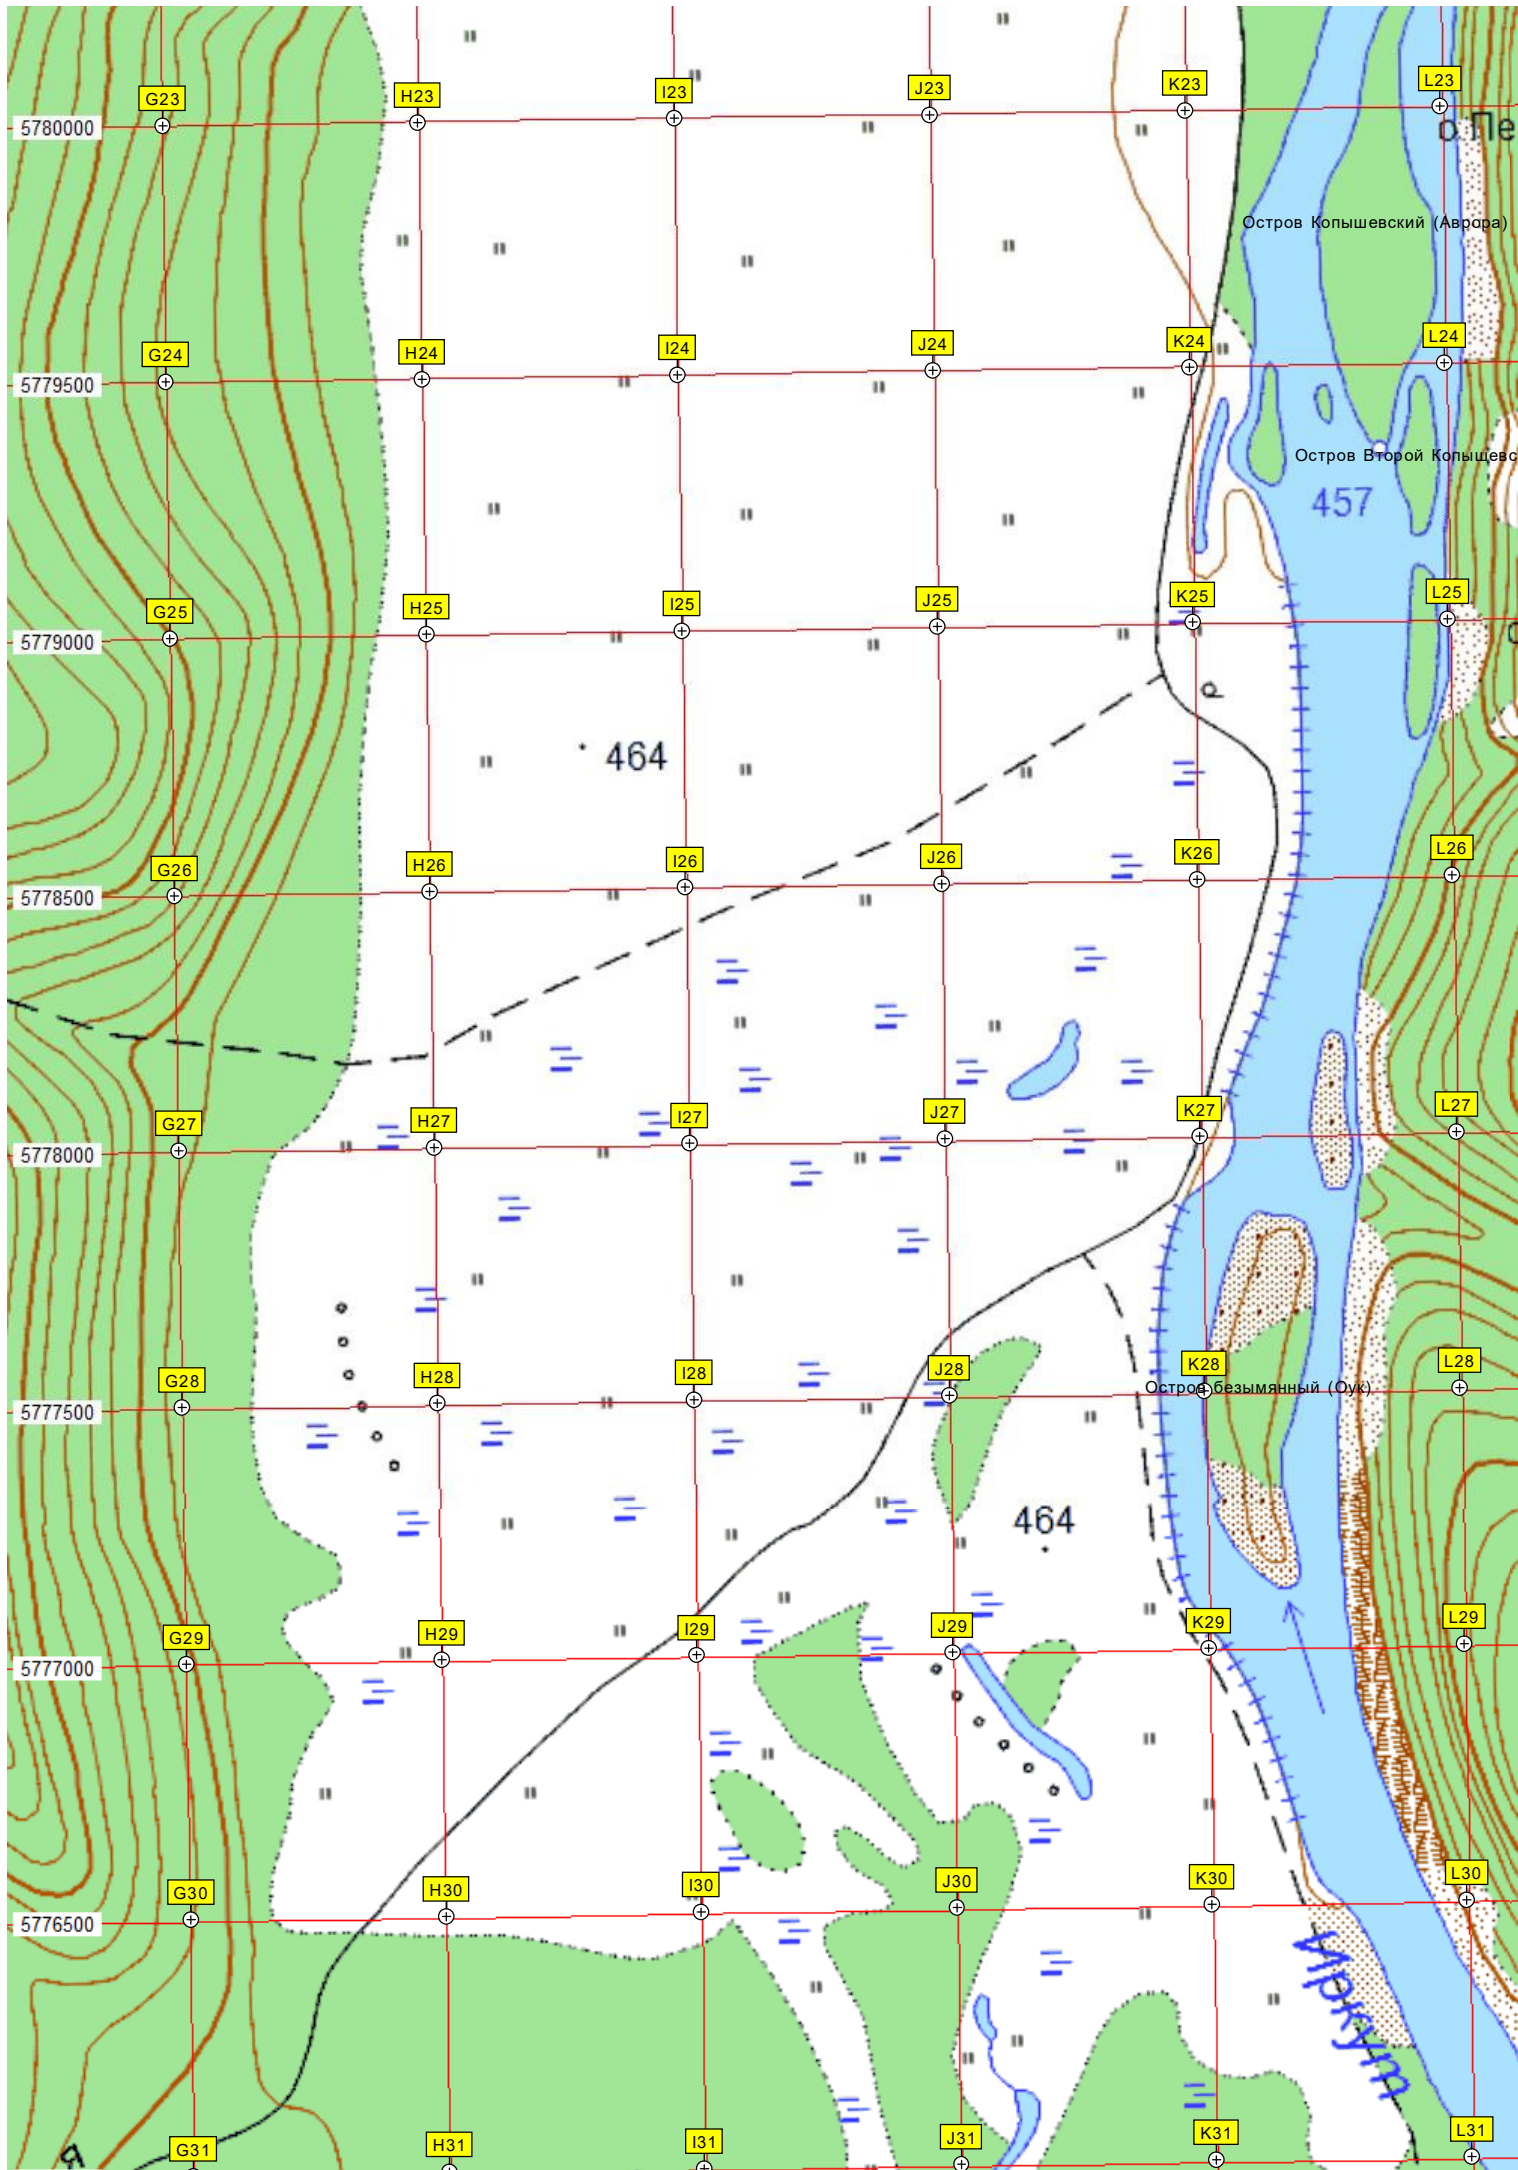 G23 H23 I23 J23 K23 L23
5780000
о Пе
Остров Копышевский (Аврора)
G24 H24 I24 J24 K24 L24
5779500
Остров Второй Копышевс
457
G25 H25 I25 J25 K25 L25
5779000
464
G26 H26 I26 J26 K26 L26
5778500
G27 H27 I27 J27 K27 L27
5778000
G28 H28 I28 J28 K28 L28
Остров безымянный (Оук)
5777500
464
G29 H29 I29 J29 K29 L29
5777000
G30 H30 I30 J30 K30 L30
5776500
Иркут
G31 H31 I31 J31 K31 L31
Я